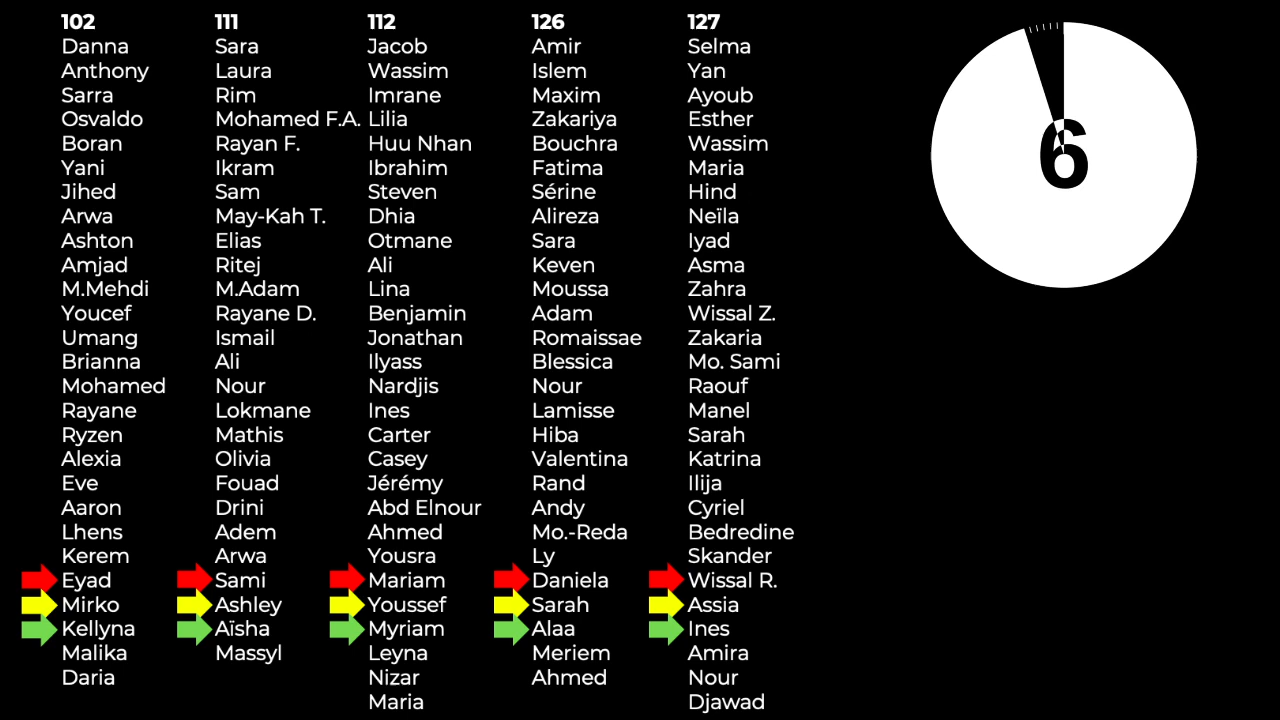 102
Danna
Anthony
Sarra
Osvaldo
Boran
Yani
Jihed
Arwa
Ashton
Amjad
M.Mehdi
Youcef
Umang
Brianna
Mohamed
Rayane
Ryzen
Alexia
Eve
Aaron
Lhens
Kerem
Eyad
Mirko
Kellyna
Malika
Daria
111
Sara
Laura
Rim
Mohamed F.A.
Rayan F.
Ikram
Sam
May-Kah T.
Elias
Ritej
M.Adam
Rayane D.
Ismail
Ali
Nour
Lokmane
Mathis
Olivia
Fouad
Drini
Adem
Arwa
Sami
Ashley
Aïsha
Massyl
112
Jacob
Wassim
Imrane
Lilia
Huu Nhan
Ibrahim
Steven
Dhia
Otmane
Ali
Lina
Benjamin
Jonathan
Ilyass
Nardjis
Ines
Carter
Casey
Jérémy
Abd Elnour
Ahmed
Yousra
Mariam
Youssef
Myriam
Leyna
Nizar
Maria
126
Amir
Islem
Maxim
Zakariya
Bouchra
Fatima
Sérine
Alireza
Sara
Keven
Moussa
Adam
Romaissae
Blessica
Nour
Lamisse
Hiba
Valentina
Rand
Andy
Mo.-Reda
Ly
Daniela
Sarah
Alaa
Meriem
Ahmed
127
Selma
Yan
Ayoub
Esther
Wassim
Maria
Hind
Neïla
Iyad
Asma
Zahra
Wissal Z.
Zakaria
Mo. Sami
Raouf
Manel
Sarah
Katrina
Ilija
Cyriel
Bedredine
Skander
Wissal R.
Assia
Ines
Amira
Nour
Djawad
6